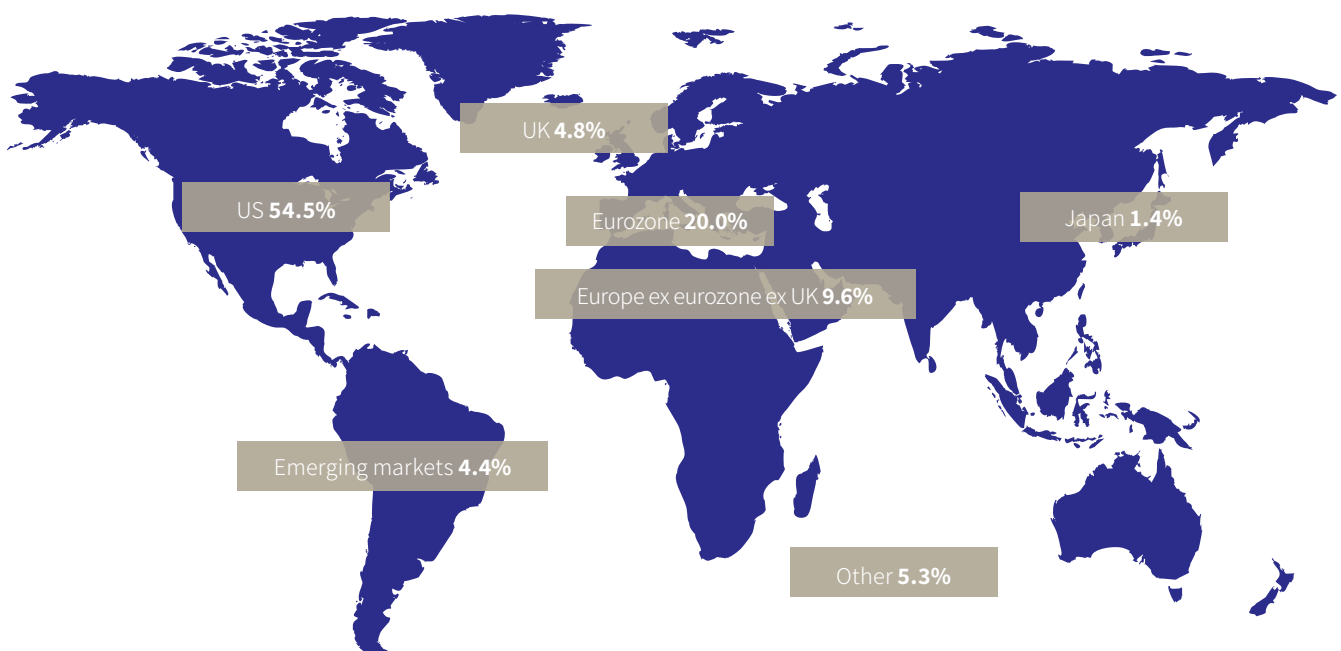 UK 4.8%
US 54.5%
Eurozone 20.0%
Japan 1.4%
Europe ex eurozone ex UK 9.6%
Emerging markets 4.4%
Other 5.3%